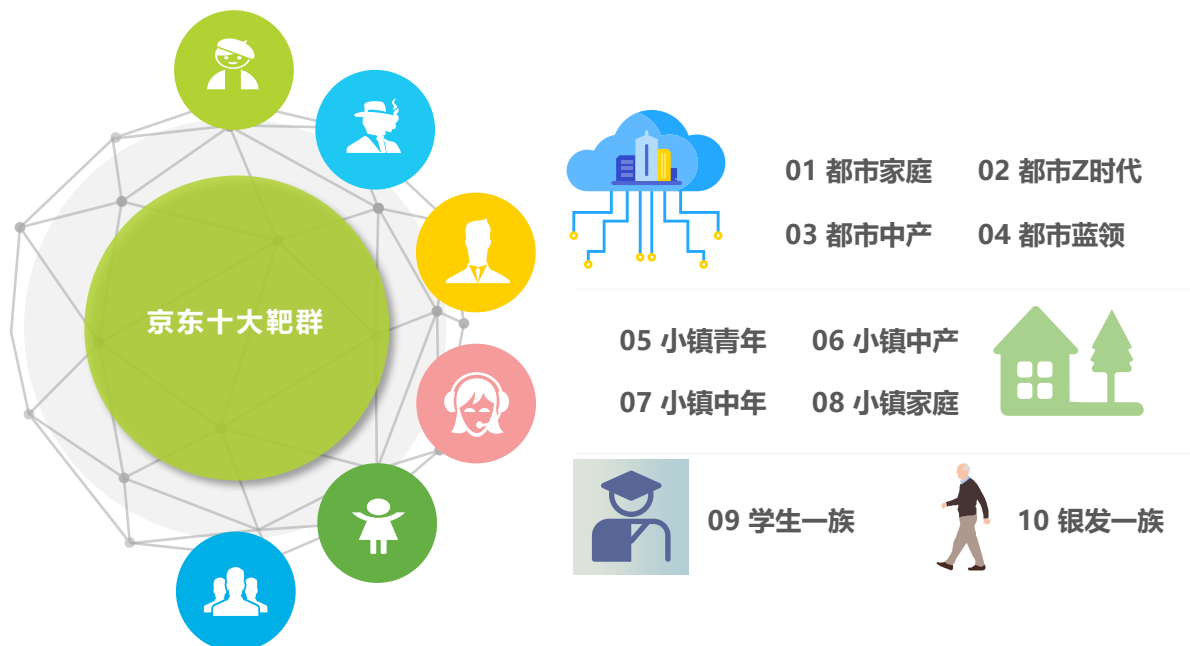 京东十大靶群
01 都市家庭 02 都市Z时代
03 都市中产 04 都市蓝领
05 小镇青年 06 小镇中产
07 小镇中年 08 小镇家庭
09 学生一族 10 银发一族